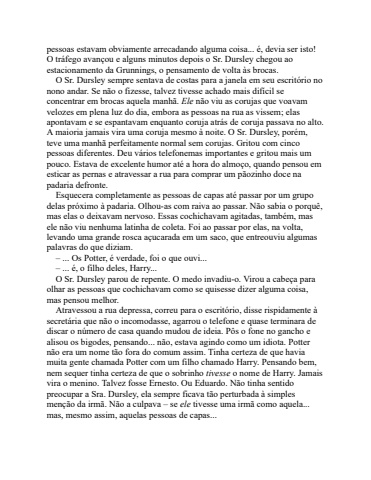 pessoas estavam obviamente arrecadando alguma coisa... é, devia ser isto!
O tráfego avançou e alguns minutos depois o Sr. Dursley chegou ao
estacionamento da Grunnings, o pensamento de volta às brocas.
O Sr. Dursley sempre sentava de costas para a janela em seu escritório no
nono andar. Se não o fizesse, talvez tivesse achado mais difícil se
concentrar em brocas aquela manhã. Ele não viu as corujas que voavam
velozes em plena luz do dia, embora as pessoas na rua as vissem; elas
apontavam e se espantavam enquanto coruja atrás de coruja passava no alto.
A maioria jamais vira uma coruja mesmo à noite. O Sr. Dursley, porém,
teve uma manhã perfeitamente normal sem corujas. Gritou com cinco
pessoas diferentes. Deu vários telefonemas importantes e gritou mais um
pouco. Estava de excelente humor até a hora do almoço, quando pensou em
esticar as pernas e atravessar a rua para comprar um pãozinho doce na
padaria defronte.
Esquecera completamente as pessoas de capas até passar por um grupo
delas próximo à padaria. Olhou-as com raiva ao passar. Não sabia o porquê,
mas elas o deixavam nervoso. Essas cochichavam agitadas, também, mas
ele não viu nenhuma latinha de coleta. Foi ao passar por elas, na volta,
levando uma grande rosca açucarada em um saco, que entreouviu algumas
palavras do que diziam.
– ... Os Potter, é verdade, foi o que ouvi...
– ... é, o filho deles, Harry...
O Sr. Dursley parou de repente. O medo invadiu-o. Virou a cabeça para
olhar as pessoas que cochichavam como se quisesse dizer alguma coisa,
mas pensou melhor.
Atravessou a rua depressa, correu para o escritório, disse rispidamente à
secretária que não o incomodasse, agarrou o telefone e quase terminara de
discar o número de casa quando mudou de ideia. Pôs o fone no gancho e
alisou os bigodes, pensando... não, estava agindo como um idiota. Potter
não era um nome tão fora do comum assim. Tinha certeza de que havia
muita gente chamada Potter com um filho chamado Harry. Pensando bem,
nem sequer tinha certeza de que o sobrinho tivesse o nome de Harry. Jamais
vira o menino. Talvez fosse Ernesto. Ou Eduardo. Não tinha sentido
preocupar a Sra. Dursley, ela sempre ficava tão perturbada à simples
menção da irmã. Não a culpava – se ele tivesse uma irmã como aquela...
mas, mesmo assim, aquelas pessoas de capas...